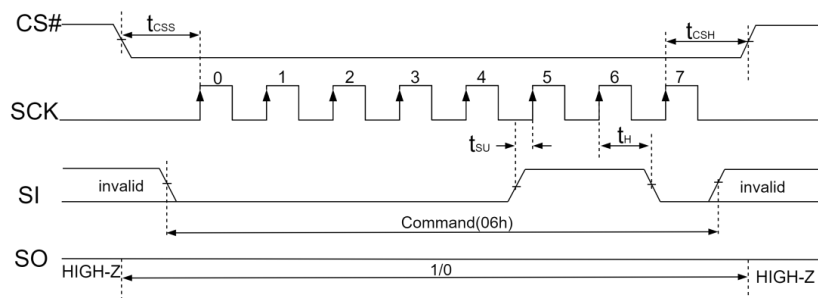 CS# tCSS tCSH
0 1 2 3 4 5 6 7
SCK
tSU tH
SI invalid invalid
Command(06h)
SO
HIGH-Z 1/0 HIGH-Z